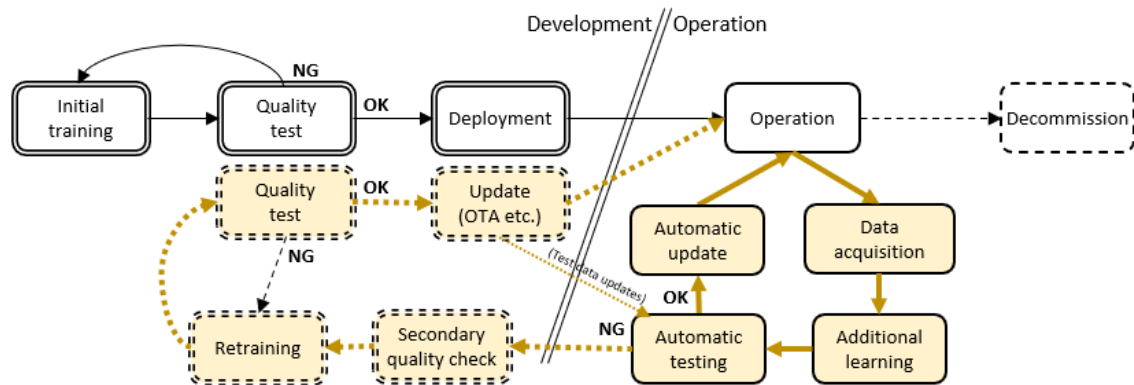 Development
Operation
NG
Initial
training
Quality
test
OK
Deployment
Operation
Decommission
Quality
test
OK
Update
(OTA etc.)
Automatic
update
Data
acquisition
NG
(Test data updates)
OK
NG
Retraining
Secondary
quality check
Automatic
testing
Additional
learning